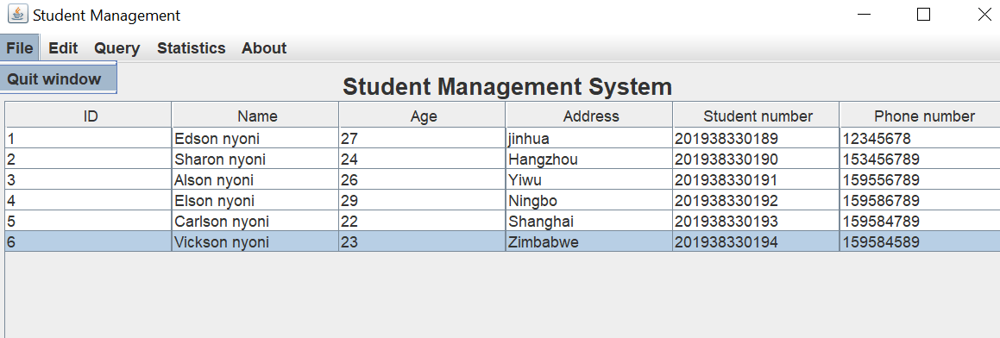 Student Management
File Edit Query Statistics About
Quit window
Student Management System
ID Name Age Address Student number Phone number
1 Edson nyoni 27 jinhua 201938330189 12345678
2 Sharon nyoni 24 Hangzhou 201938330190 153456789
3 Alson nyoni 26 Yiwu 201938330191 159556789
4 Elson nyoni 29 Ningbo 201938330192 159586789
5 Carlson nyoni 22 Shanghai 201938330193 159584789
6 Vickson nyoni 23 Zimbabwe 201938330194 159584589